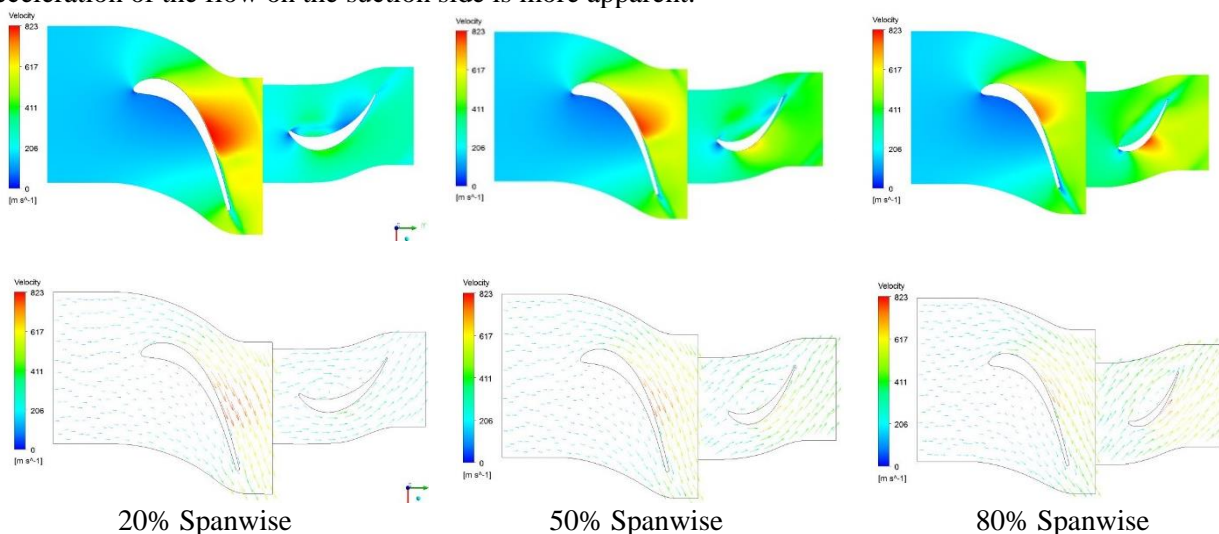 cceleration of the flow on the suction side is more apparent.
Velocity
823
617
411
206
0
[m s^-1]
Velocity
823
617
411
206
0
[m s^-1]
Velocity
823
617
411
206
0
[m s^-1]
Velocity
823
617
411
206
0
[m s^-1]
Velocity
823
617
411
206
0
[m s^-1]
Velocity
823
617
411
206
0
[m s^-1]
20% Spanwise
50% Spanwise
80% Spanwise